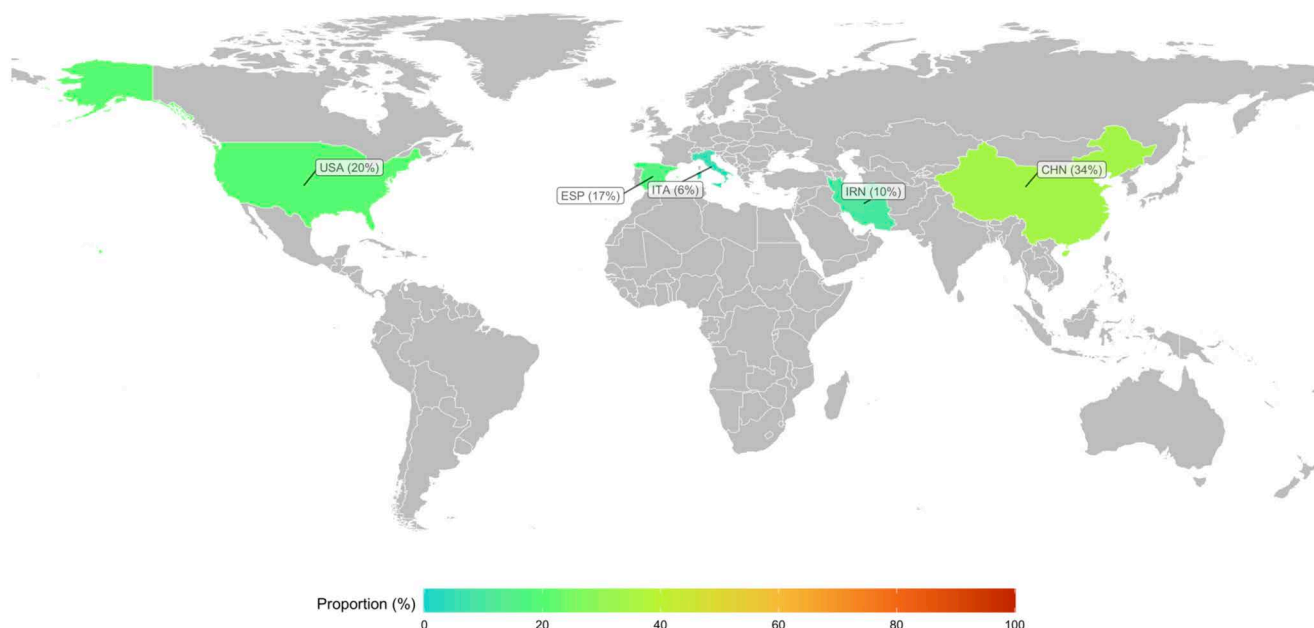 USA (20%)
CHN (34%)
ESP (17%)
ITA (6%)
IRN (10%)
Proportion (%)
0
20
40
60
80
100